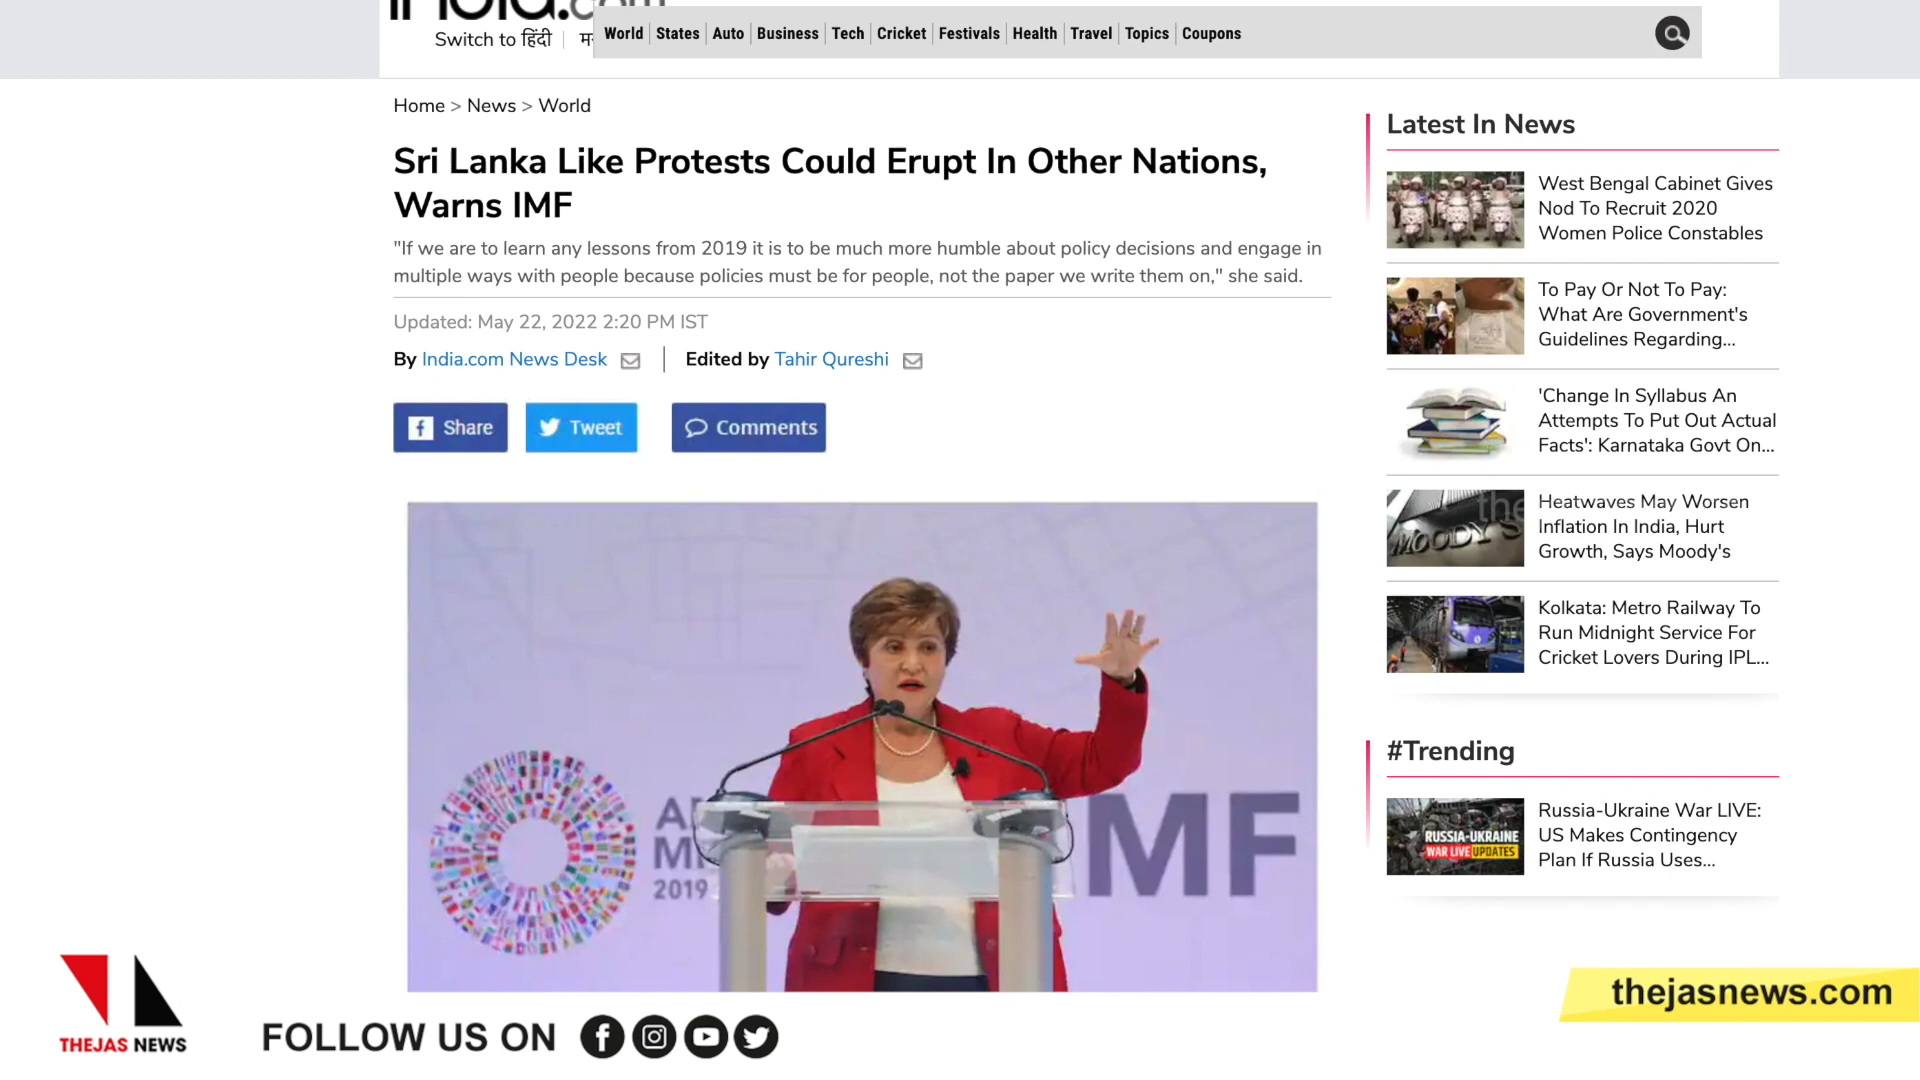 india.com
Switch to हिंदी
World States Auto Business Tech Cricket Festivals Health Travel Topics Coupons
Home > News > World
Sri Lanka Like Protests Could Erupt In Other Nations,
Warns IMF
"If we are to learn any lessons from 2019 it is to be much more humble about policy decisions and engage in
multiple ways with people because policies must be for people, not the paper we write them on," she said.
Updated: May 22, 2022 2:20 PM IST
By India.com News Desk Edited by Tahir Qureshi
Share Tweet Comments
2019
MF
Latest In News
West Bengal Cabinet Gives
Nod To Recruit 2020
Women Police Constables
To Pay Or Not To Pay:
What Are Government's
Guidelines Regarding...
'Change In Syllabus An
Attempts To Put Out Actual
Facts': Karnataka Govt On...
the
MOODY'S
Heatwaves May Worsen
Inflation In India, Hurt
Growth, Says Moody's
Kolkata: Metro Railway To
Run Midnight Service For
Cricket Lovers During IPL...
#Trending
RUSSIA-UKRAINE
WAR LIVE UPDATES
Russia-Ukraine War LIVE:
US Makes Contingency
Plan If Russia Uses...
THEJAS NEWS
FOLLOW US ON
thejasnews.com